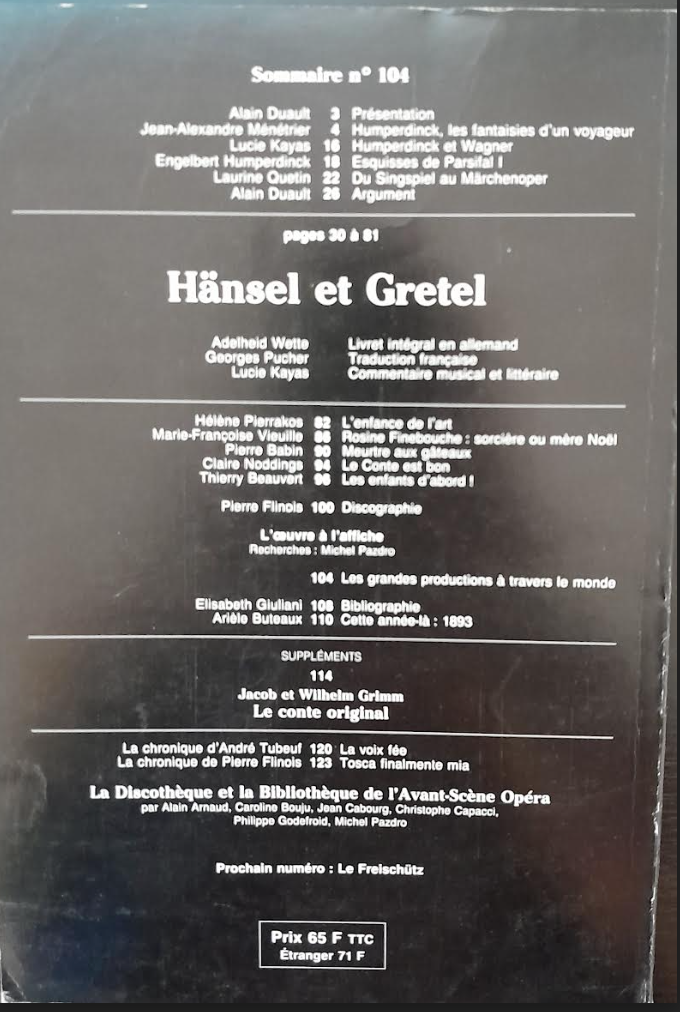 Sommaire n° 104
Alain Duault 3 Présentation
Jean-Alexandre Ménétrier 4 Humperdinck, les fantaisies d'un voyageur
Lucie Kayas 16 Humperdinck et Wagner
Engelbert Humperdinck 18 Esquisses de Parsifal I
Laurine Quetin 22 Du Singspiel au Märchenoper
Alain Duault 26 Argument
pages 30 à 81
Hänsel et Gretel
Adelheid Wette Livret intégral en allemand
Georges Pucher Traduction française
Lucie Kayas Commentaire musical et littéraire
Hélène Pierrakos 82 L'enfance de l'art
Marie-Françoise Vieuille 86 Rosine Finebouche : sorcière ou mère Noël
Pierre Babin 90 Meurtre aux gâteaux
Claire Noddings 94 Le Conte est bon
Thierry Beauvert 96 Les enfants d'abord !
Pierre Flinois 100 Discographie
L'œuvre à l'affiche
Recherches : Michel Pazdro
104 Les grandes productions à travers le monde
Elisabeth Giuliani 108 Bibliographie
Arièle Buteaux 110 Cette année-là : 1893
SUPPLÉMENTS
114
Jacob et Wilhelm Grimm
Le conte original
La chronique d'André Tubeuf 120 La voix fée
La chronique de Pierre Flinois 123 Tosca finalmente mia
La Discothèque et la Bibliothèque de l'Avant-Scène Opéra
par Alain Arnaud, Caroline Bouju, Jean Cabourg, Christophe Capacci,
Philippe Godefroid, Michel Pazdro
Prochain numéro : Le Freischütz
Prix 65 F TTC
Étranger 71 F